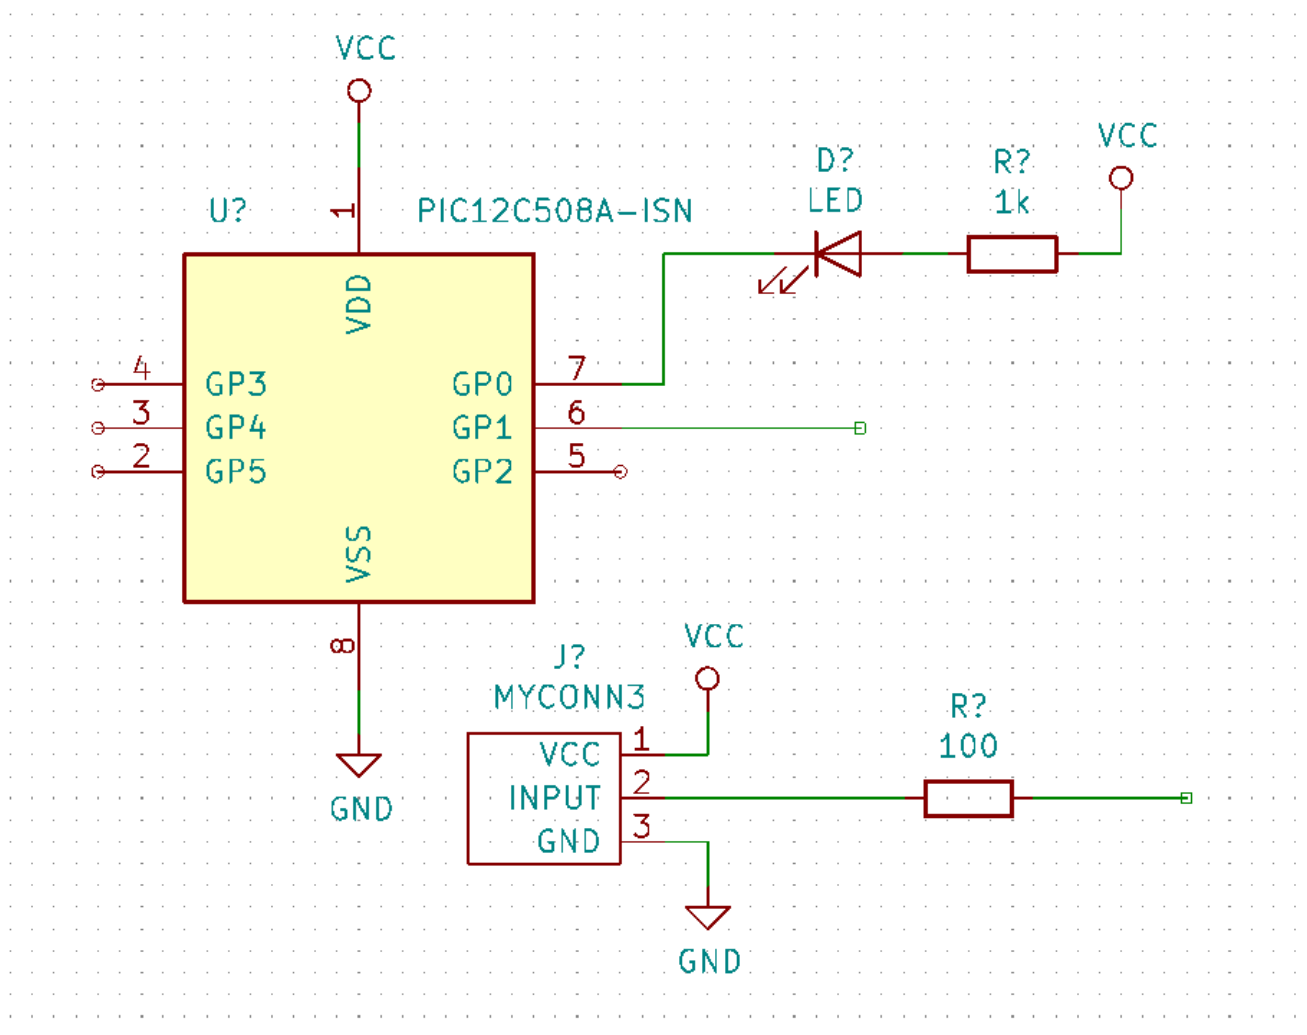 VCC
U?
1
PIC12C508A-ISN
VDD
D?
LED
R?
1k
VCC
4
GP3
GP0
7
3
GP4
GP1
6
2
GP5
GP2
5
VSS
8
GND
J?
MYCONN3
VCC
VCC
1
INPUT
2
GND
3
GND
R?
100